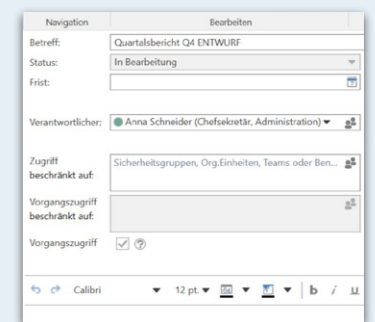 Navigation Bearbeiten
Betreff: Quartalsbericht Q4 ENTWURF
Status: In Bearbeitung
Frist:
Verantwortlicher: Anna Schneider (Chefsekretär, Administration)
Zugriff
beschränkt auf: Sicherheitsgruppen, Org.Einheiten, Teams oder Ben...
Vorgangszugriff
beschränkt auf:
Vorgangszugriff ?
Calibri 12 pt. b i u